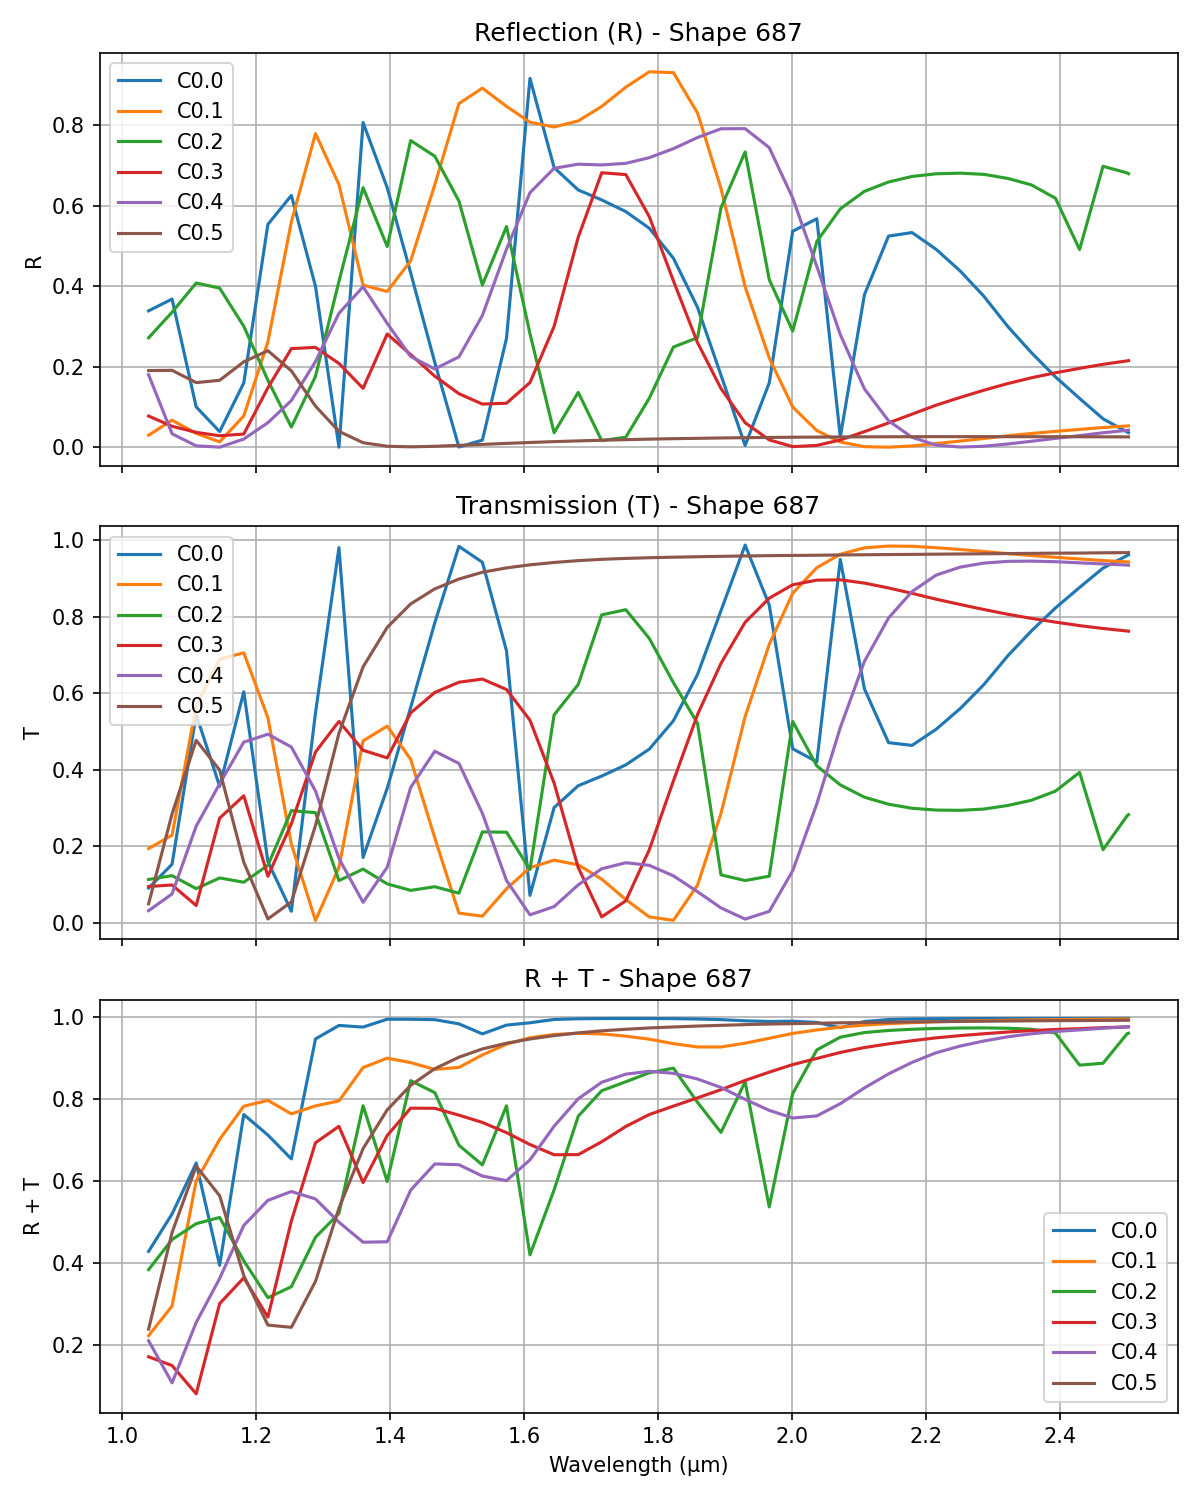 Reflection (R) - Shape 687
C0.0
C0.1
C0.2
C0.3
C0.4
C0.5
0.8
0.6
0.4
0.2
0.0
R
Transmission (T) - Shape 687
C0.0
C0.1
C0.2
C0.3
C0.4
C0.5
1.0
0.8
0.6
0.4
0.2
0.0
T
R + T - Shape 687
1.0
0.8
0.6
0.4
0.2
R + T
C0.0
C0.1
C0.2
C0.3
C0.4
C0.5
1.0 1.2 1.4 1.6 1.8 2.0 2.2 2.4
Wavelength (μm)